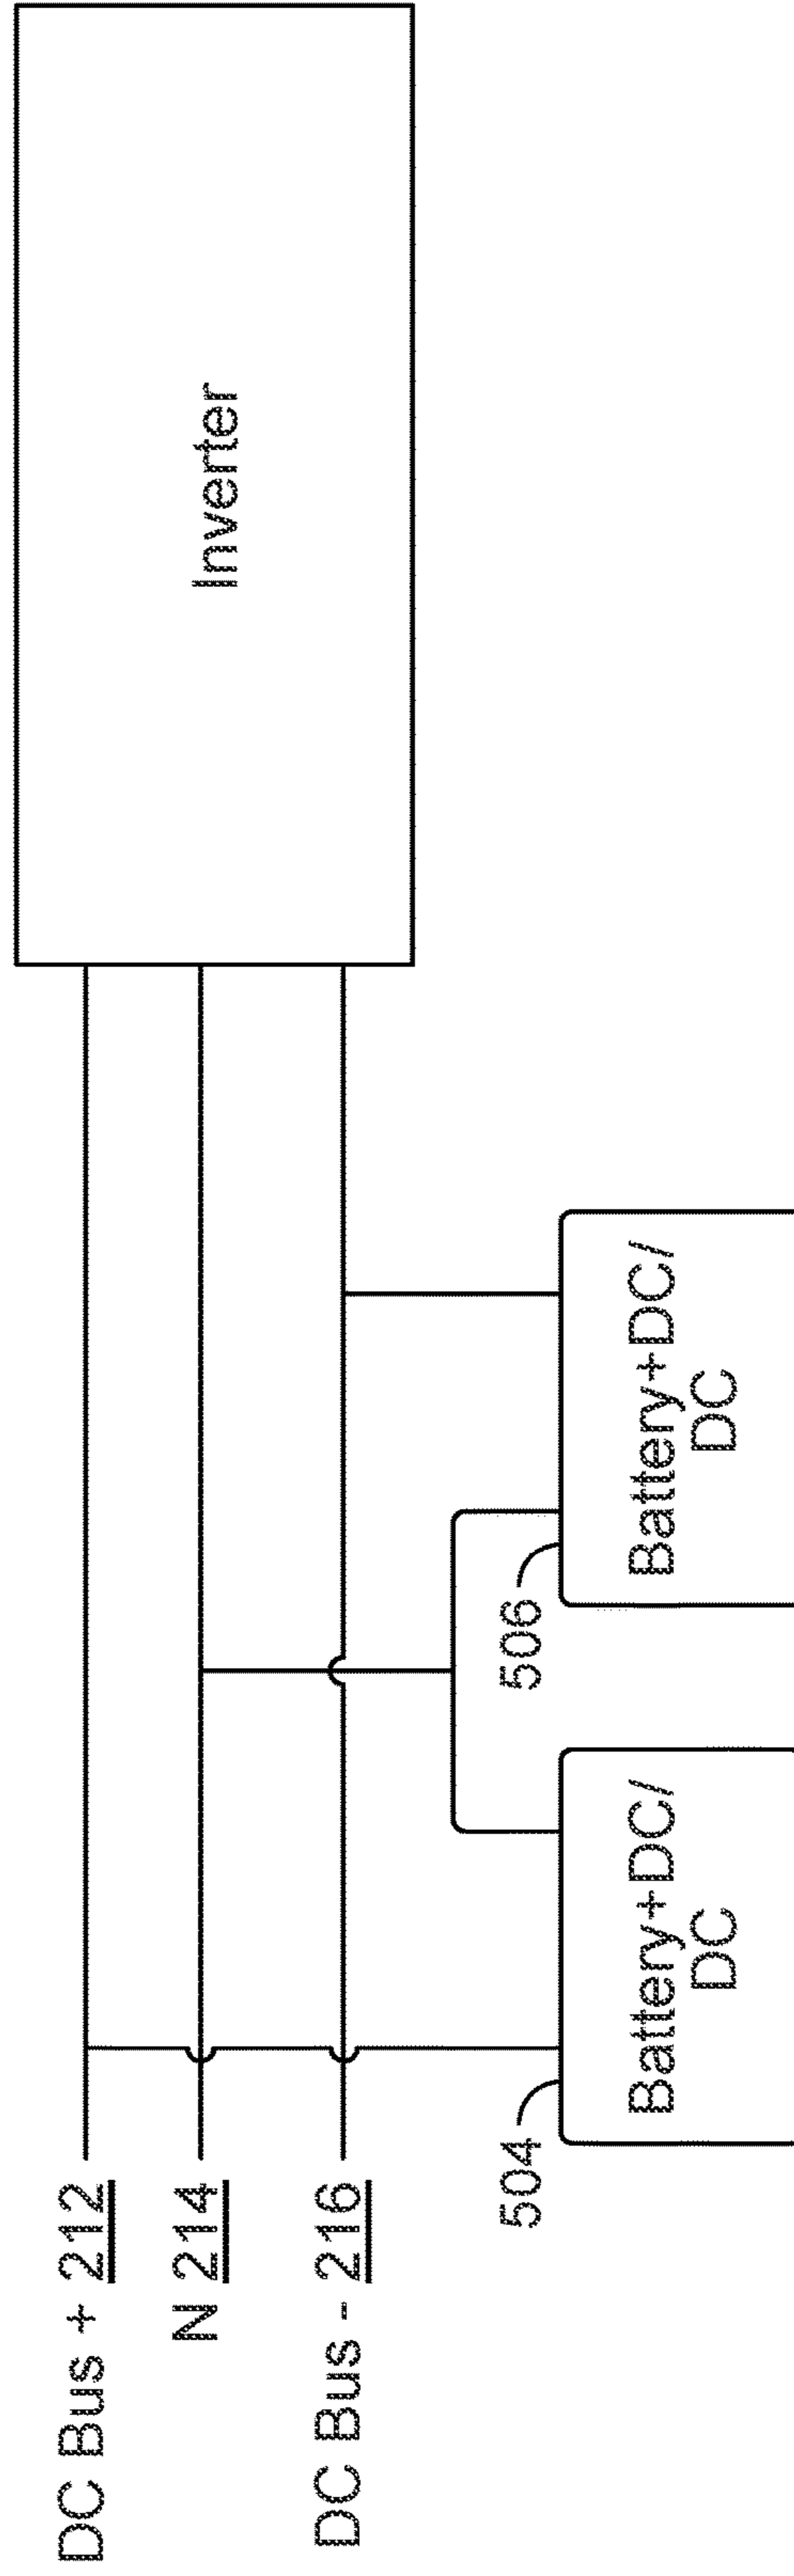 Inverter
DC Bus + 212
N 214
DC Bus - 216
504
506
Battery+DC/
DC
Battery+DC/
DC